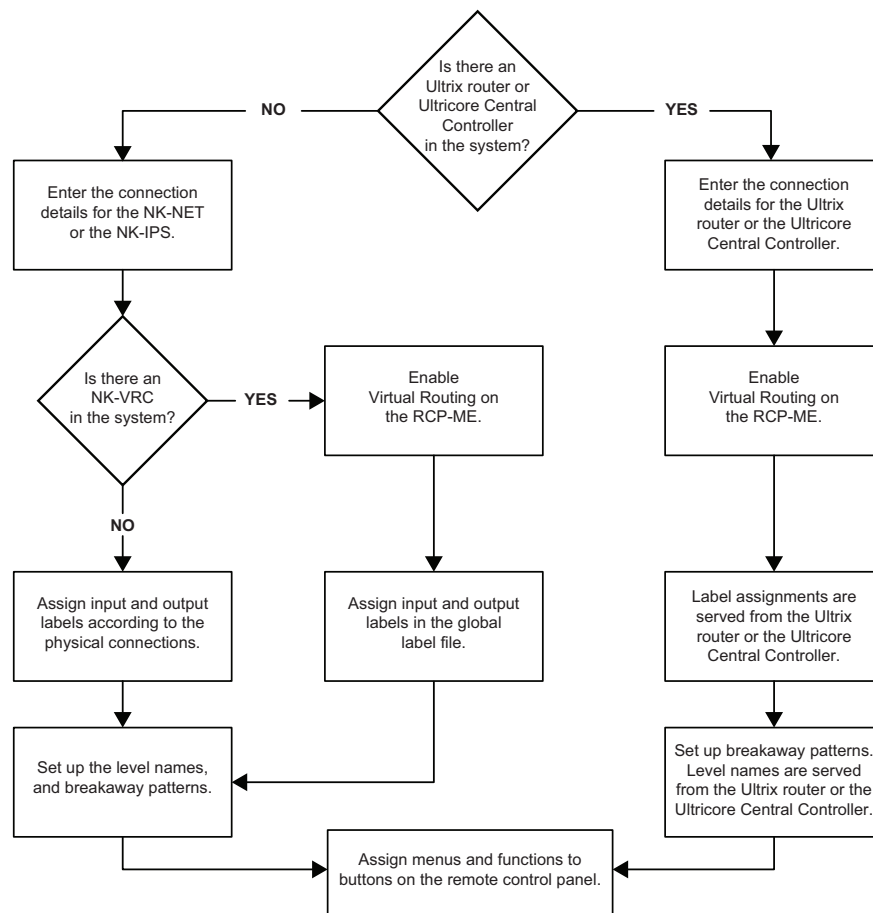 Is there an
Ultrix router or
Ultricore Central
Controller
in the system?
NO
YES
Enter the connection
details for the NK-NET
or the NK-IPS.
Enter the connection
details for the Ultrix
router or the Ultricore
Central Controller.
Is there an
NK-VRC
in the system?
YES
Enable
Virtual Routing on
the RCP-ME.
Enable
Virtual Routing on
the RCP-ME.
NO
Assign input and output
labels according to the
physical connections.
Assign input and output
labels in the global
label file.
Label assignments are
served from the Ultrix
router or the Ultricore
Central Controller.
Set up the level names,
and breakaway patterns.
Set up breakaway patterns.
Level names are served
from the Ultrix router or the
Ultricore Central Controller.
Assign menus and functions to
buttons on the remote control panel.